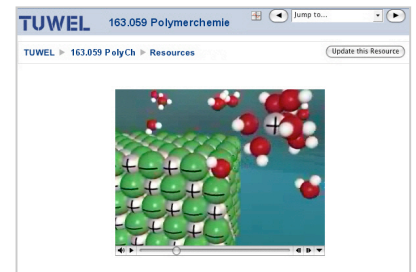 TUWEL 163.059 Polymerchemie Jump to...
TUWEL ► 163.059 PolyCh ► Resources Update this Resource